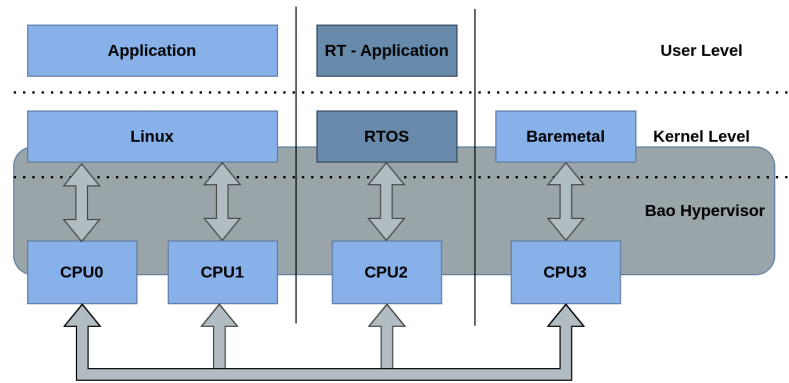 Application
RT - Application
User Level
Linux
RTOS
Baremetal
Kernel Level
Bao Hypervisor
CPU0
CPU1
CPU2
CPU3